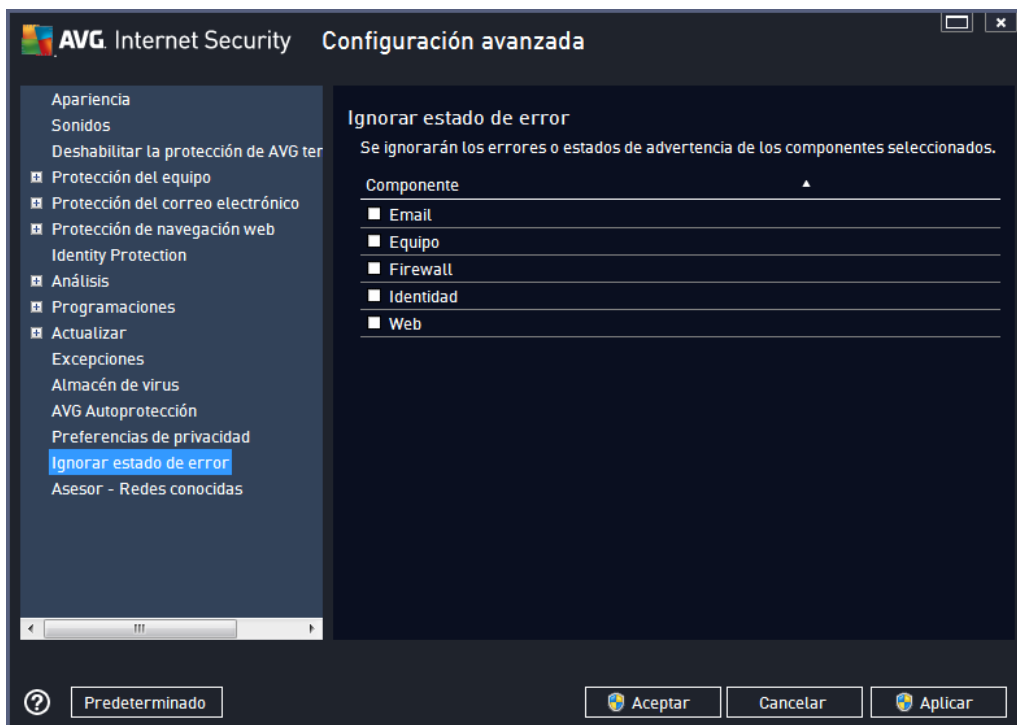 AVG. Internet Security Configuración avanzada
Apariencia
Sonidos
Deshabilitar la protección de AVG ter
Protección del equipo
Protección del correo electrónico
Protección de navegación web
Identity Protection
Análisis
Programaciones
Actualizar
Excepciones
Almacén de virus
AVG Autoprotección
Preferencias de privacidad
Ignorar estado de error
Asesor - Redes conocidas
Ignorar estado de error
Se ignorarán los errores o estados de advertencia de los componentes seleccionados.
Componente
Email
Equipo
Firewall
Identidad
Web
Predeterminado
Aceptar
Cancelar
Aplicar